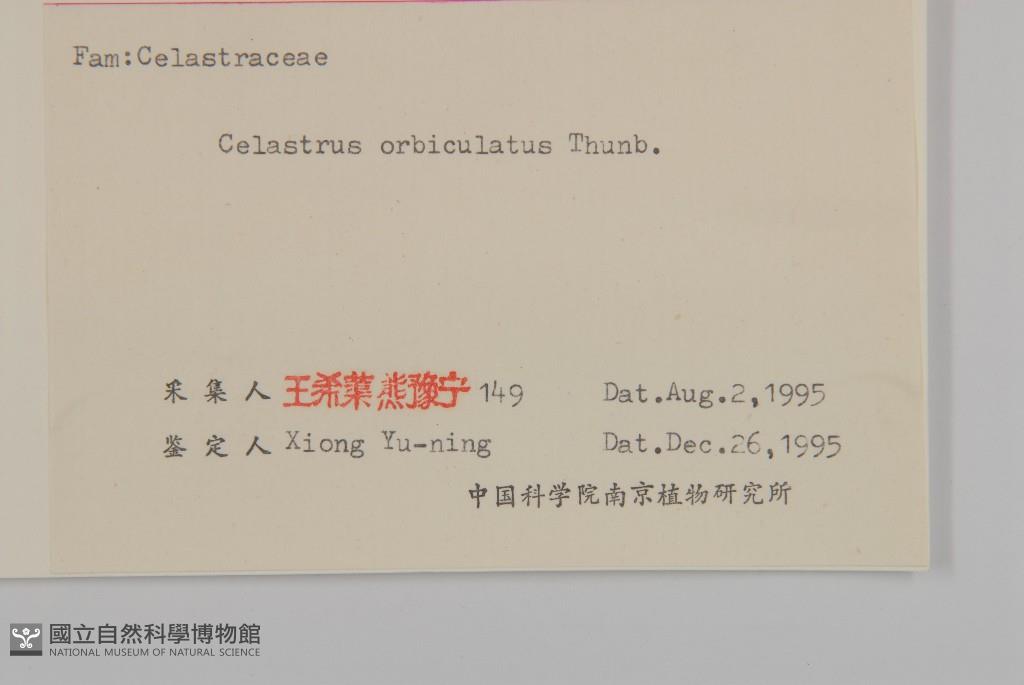 Fam:Celastraceae
Celastrus orbiculatus Thunb.
采集人 王希蕖熊豫宁 149 Dat.Aug.2,1995
鉴定人 Xiong Yu-ning Dat.Dec.26,1995
中国科学院南京植物研究所
國立自然科學博物館
NATIONAL MUSEUM OF NATURAL SCIENCE